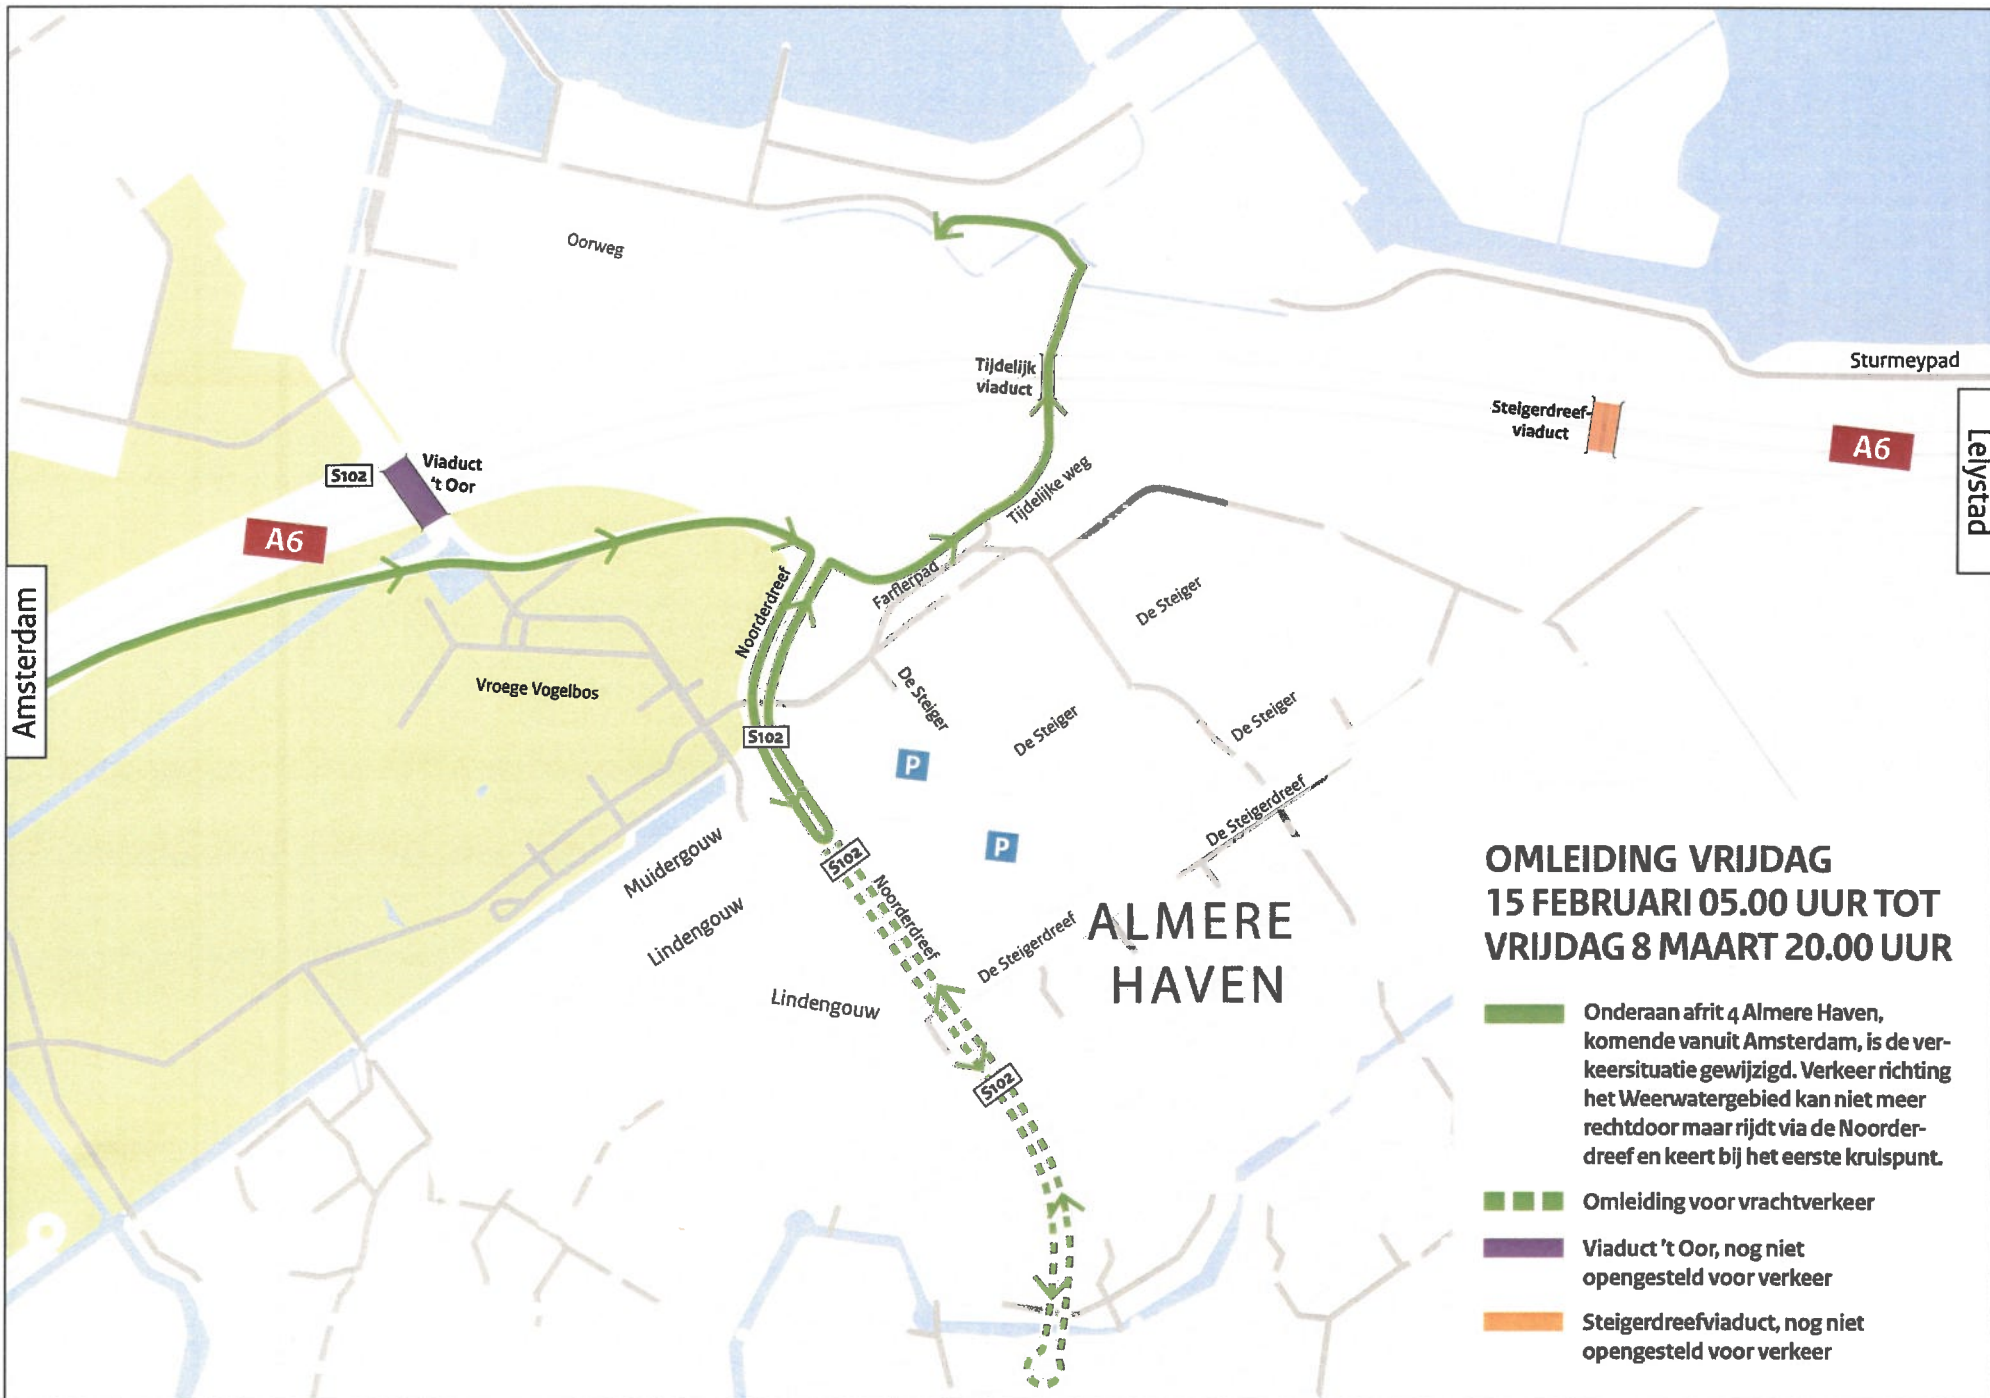 Oorweg
Tijdelijk
viaduct
Sturmeypad
Steigerdreef-
viaduct
A6
Lelystad
S102
Viaduct
't Oor
A6
Tijdelijke weg
Amsterdam
Noorderdreef
Farflerpad
De Steiger
Vroege Vogelbos
De Steiger
De Steiger
De Steiger
S102
P
De Steigerdreef
P
Muidergouw
S102
Lindengouw
Noorderdreef
De Steigerdreef
ALMERE
HAVEN
Lindengouw
S102
OMLEIDING VRIJDAG
15 FEBRUARI 05.00 UUR TOT
VRIJDAG 8 MAART 20.00 UUR
Onderaan afrit 4 Almere Haven,
komende vanuit Amsterdam, is de ver-
keersituatie gewijzigd. Verkeer richting
het Weerwatergebied kan niet meer
rechtdoor maar rijdt via de Noorder-
dreef en keert bij het eerste kruispunt.
Omleiding voor vrachtverkeer
Viaduct 't Oor, nog niet
opengesteld voor verkeer
Steigerdreefviaduct, nog niet
opengesteld voor verkeer